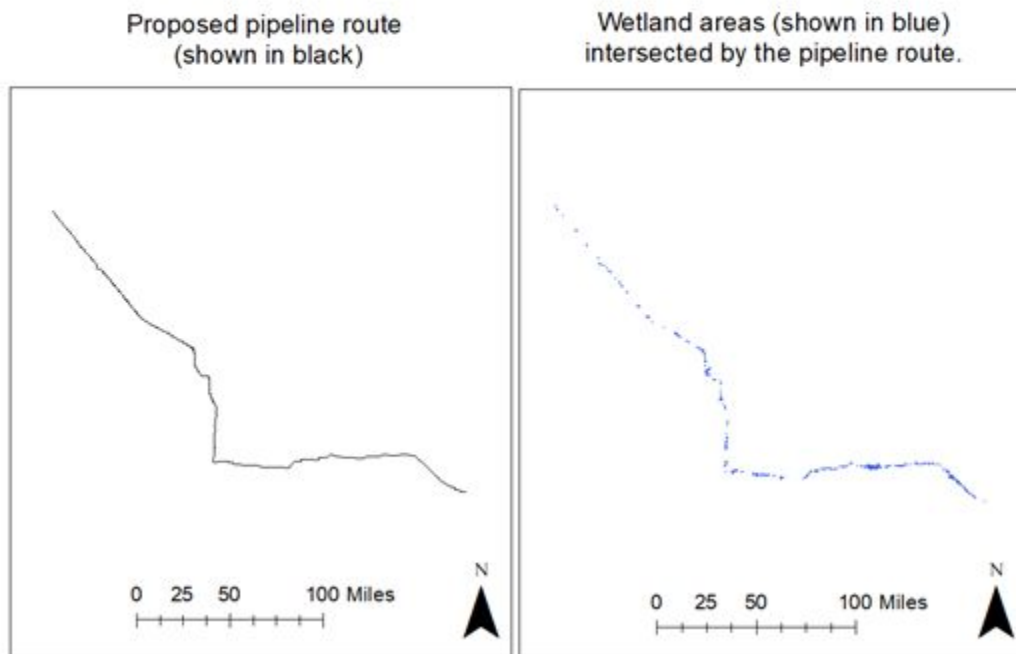 Proposed pipeline route
(shown in black)
Wetland areas (shown in blue)
intersected by the pipeline route.
N
0 25 50 100 Miles
N
0 25 50 100 Miles